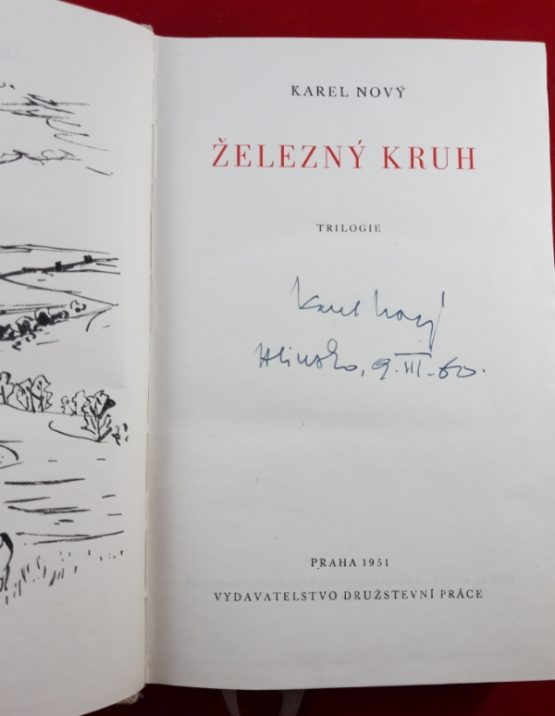 KAREL NOVÝ
ŽELEZNÝ KRUH
TRILOGIE
Karel Nový
Hlinsko, 9. III. 60.
PRAHA 1951
VYDAVATELSTVO DRUŽSTEVNÍ PRÁCE